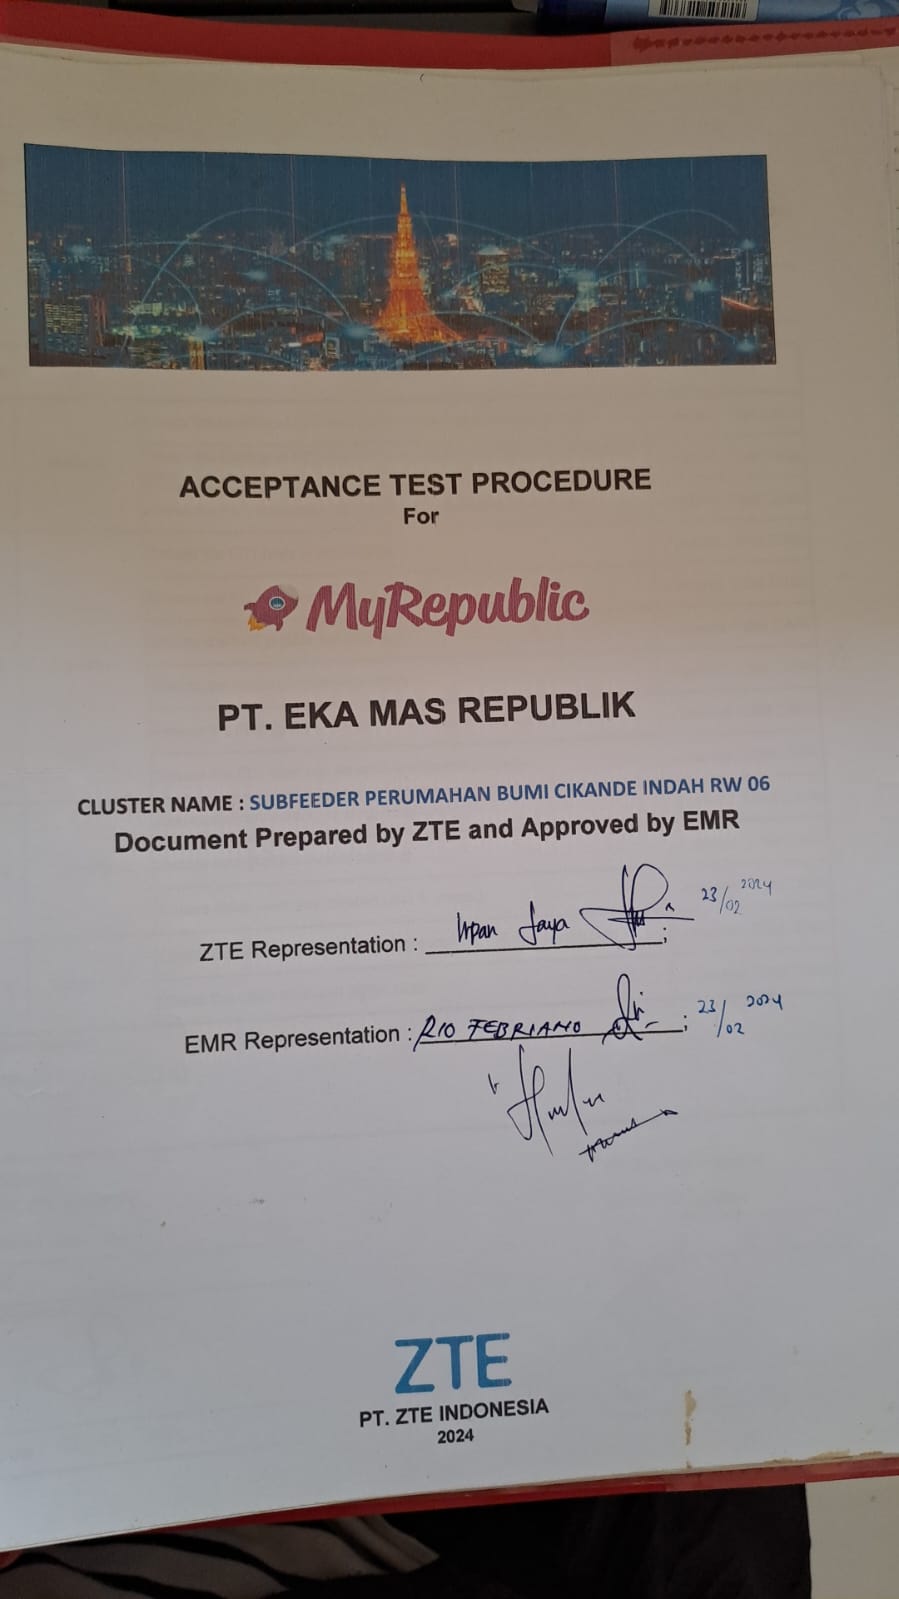 ACCEPTANCE TEST PROCEDURE
For
MyRepublic
PT. EKA MAS REPUBLIK
CLUSTER NAME : SUBFEEDER PERUMAHAN BUMI CIKANDE INDAH RW 06
Document Prepared by ZTE and Approved by EMR
ZTE Representation : Irpan Jaya ; 23/02 2024
EMR Representation : RIO FEBRIANO ; 23/02 2024
ZTE
PT. ZTE INDONESIA
2024